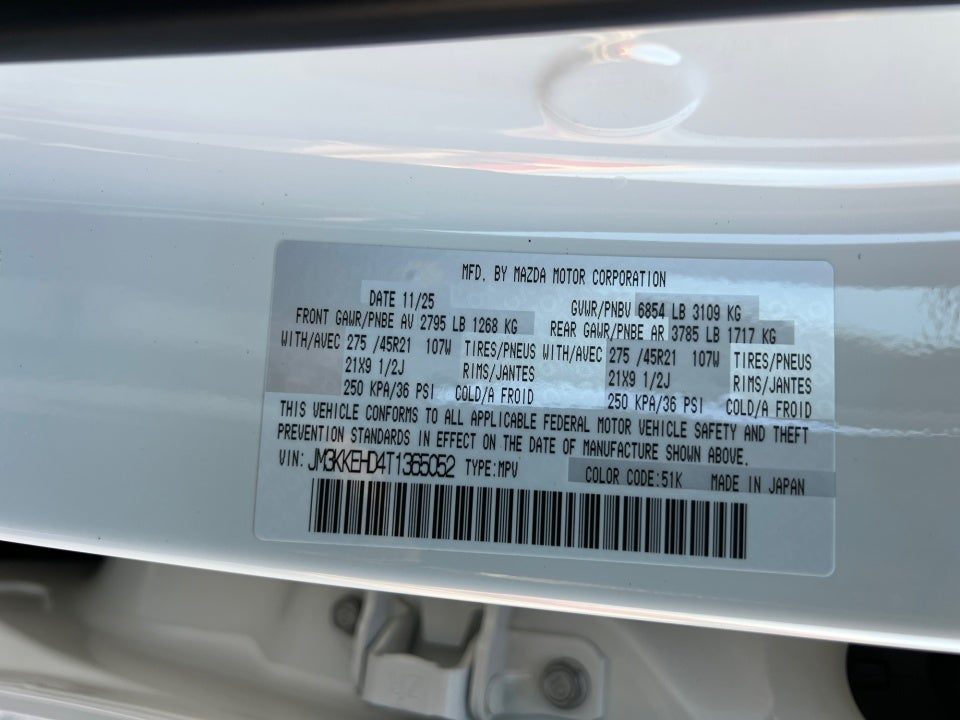 MFD. BY MAZDA MOTOR CORPORATION
DATE 11/25 GVWR/PNBV 6854 LB 3109 KG
FRONT GAWR/PNBE AV 2795 LB 1268 KG REAR GAWR/PNBE AR 3785 LB 1717 KG
WITH/AVEC 275 /45R21 107W TIRES/PNEUS WITH/AVEC 275 /45R21 107W TIRES/PNEUS
21X9 1/2J RIMS/JANTES 21X9 1/2J RIMS/JANTES
250 KPA/36 PSI COLD/A FROID 250 KPA/36 PSI COLD/A FROID
THIS VEHICLE CONFORMS TO ALL APPLICABLE FEDERAL MOTOR VEHICLE SAFETY AND THEFT
PREVENTION STANDARDS IN EFFECT ON THE DATE OF MANUFACTURE SHOWN ABOVE.
VIN: JM3KKEHD4T1365052 TYPE:MPV COLOR CODE:51K MADE IN JAPAN